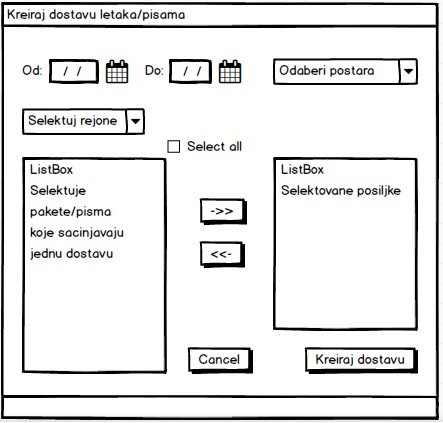 Kreiraj dostavu letaka/pisama
Od: / / Do: / / Odaberi postara
Selektuj rejone
Select all
ListBox
Selektuje
pakete/pisma
koje sacinjavaju
jednu dostavu
->>
<<-
ListBox
Selektovane posiljke
Cancel
Kreiraj dostavu